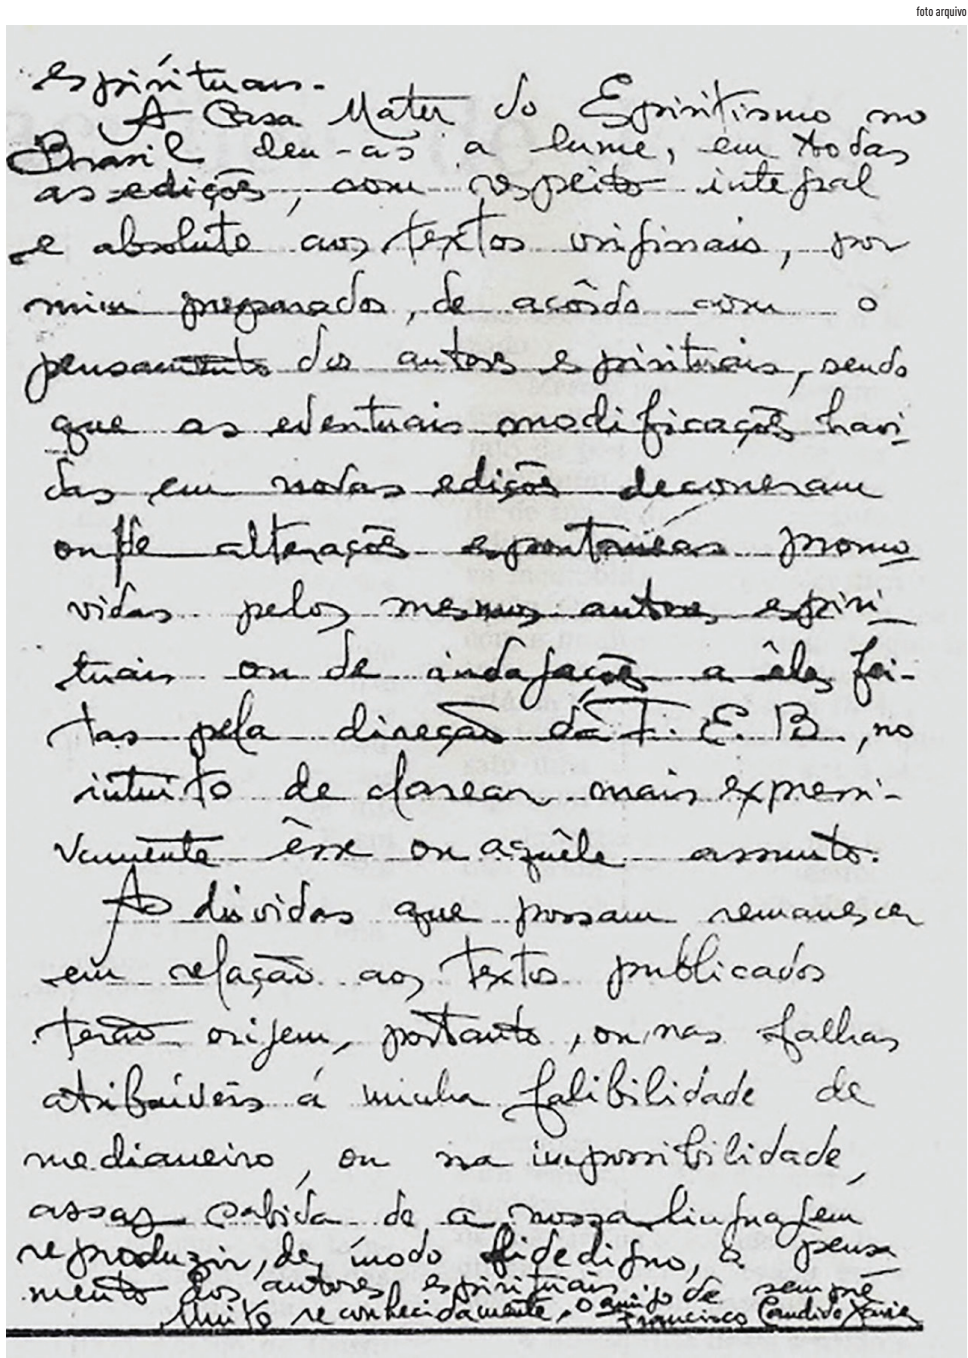 foto arquivo
espirituais.
A Casa Mater do Espiritismo no
Brasil deu-as a lume, em todas
as edições, com respeito integral
e absoluto aos textos originais, por
mim preparados, de acôrdo com o
pensamento dos autores espirituais, sendo
que as eventuais modificações havi-
das em novas edições decorreram
ou de alterações espontâneas promo-
vidas pelos mesmos autores espiri-
tuais ou de indagações a êles fei-
tas pela direção da F. E. B., no
intuito de clarear mais expressi-
vamente êsse ou aquêle assunto.
As dúvidas que possam remanescer
em relação aos textos publicados
terão origem, portanto, ou nas falhas
atribuíveis á minha falibilidade de
medianeiro, ou na impossibilidade,
assaz sabida de a nossa linguagem
reproduzir, de modo fidedigno, o pensa
mento dos autores espirituais.
Muito reconhecidamente, o amigo de sempre
Francisco Candido Xavier